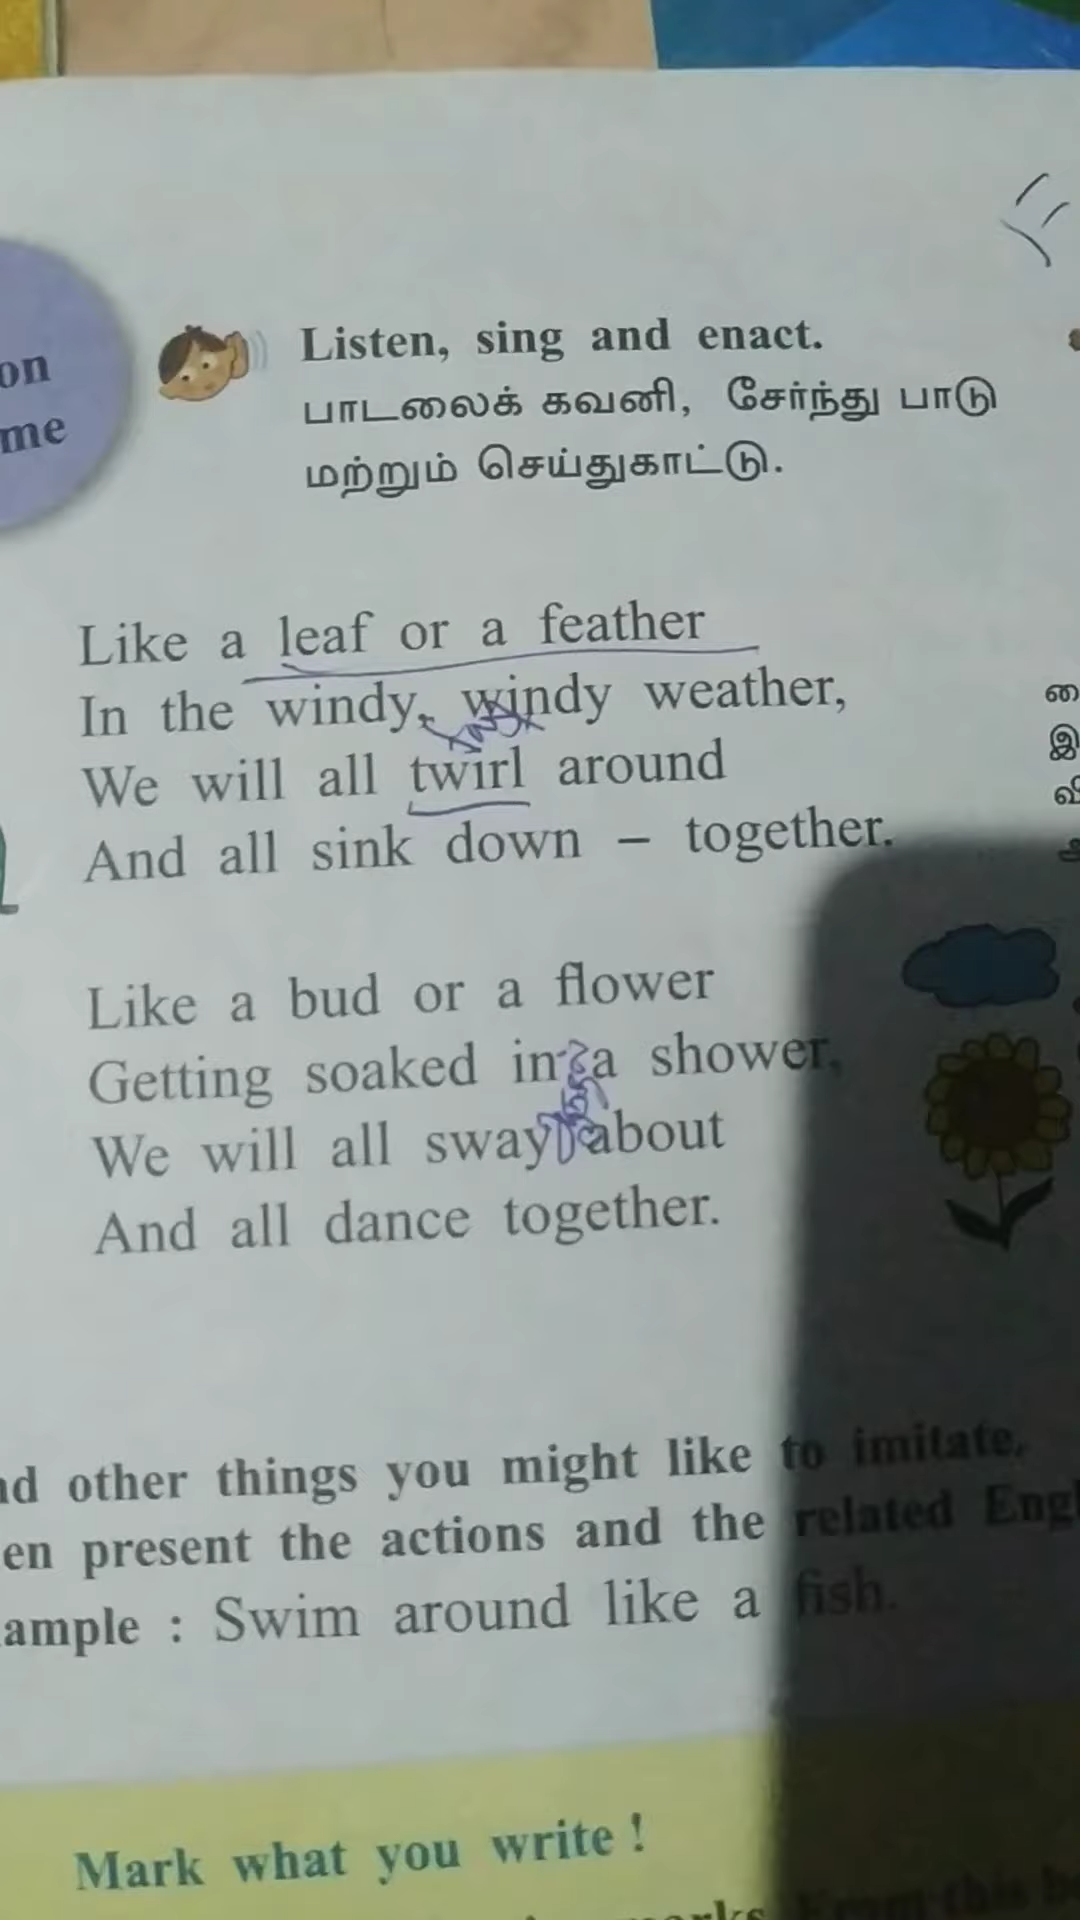 on
me
Listen, sing and enact.
பாடலைக் கவனி, சேர்ந்து பாடு
மற்றும் செய்துகாட்டு.
Like a leaf or a feather
In the windy, windy weather,
We will all twirl around
And all sink down – together.
Like a bud or a flower
Getting soaked in a shower,
We will all sway about
And all dance together.
other things you might like to imitate,
present the actions and the related
: Swim around like a fish.
Mark what you write !
From this